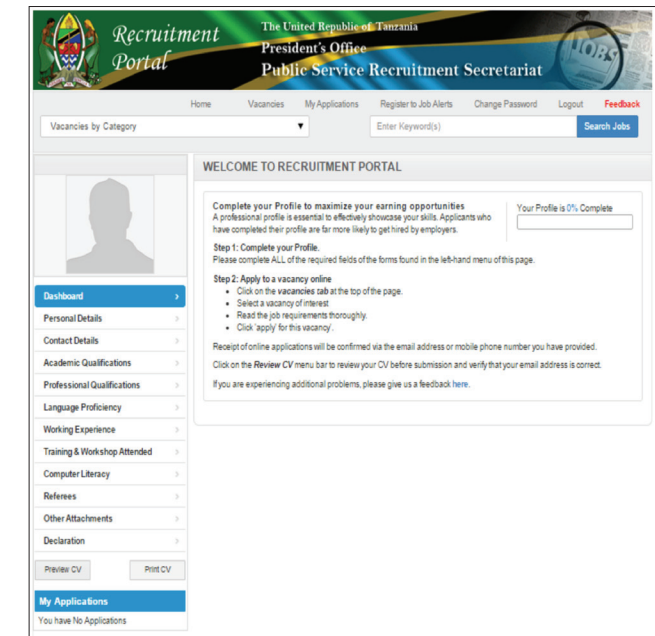 Recruitment
Portal
The United Republic of Tanzania
President's Office
Public Service Recruitment Secretariat
JOBS
Home Vacancies My Applications Register to Job Alerts Change Password Logout Feedback
Vacancies by Category
Enter Keyword(s)
Search Jobs
WELCOME TO RECRUITMENT PORTAL
Complete your Profile to maximize your earning opportunities
A professional profile is essential to effectively showcase your skills. Applicants who
have completed their profile are far more likely to get hired by employers.
Your Profile is 0% Complete
Step 1: Complete your Profile.
Please complete ALL of the required fields of the forms found in the left-hand menu of this page.
Step 2: Apply to a vacancy online
• Click on the vacancies tab at the top of the page.
• Select a vacancy of interest
• Read the job requirements thoroughly.
• Click 'apply' for this vacancy'.
Receipt of online applications will be confirmed via the email address or mobile phone number you have provided.
Click on the Review CV menu bar to review your CV before submission and verify that your email address is correct.
If you are experiencing additional problems, please give us a feedback here.
Dashboard
Personal Details
Contact Details
Academic Qualifications
Professional Qualifications
Language Proficiency
Working Experience
Training & Workshop Attended
Computer Literacy
Referees
Other Attachments
Declaration
Preview CV
Print CV
My Applications
You have No Applications